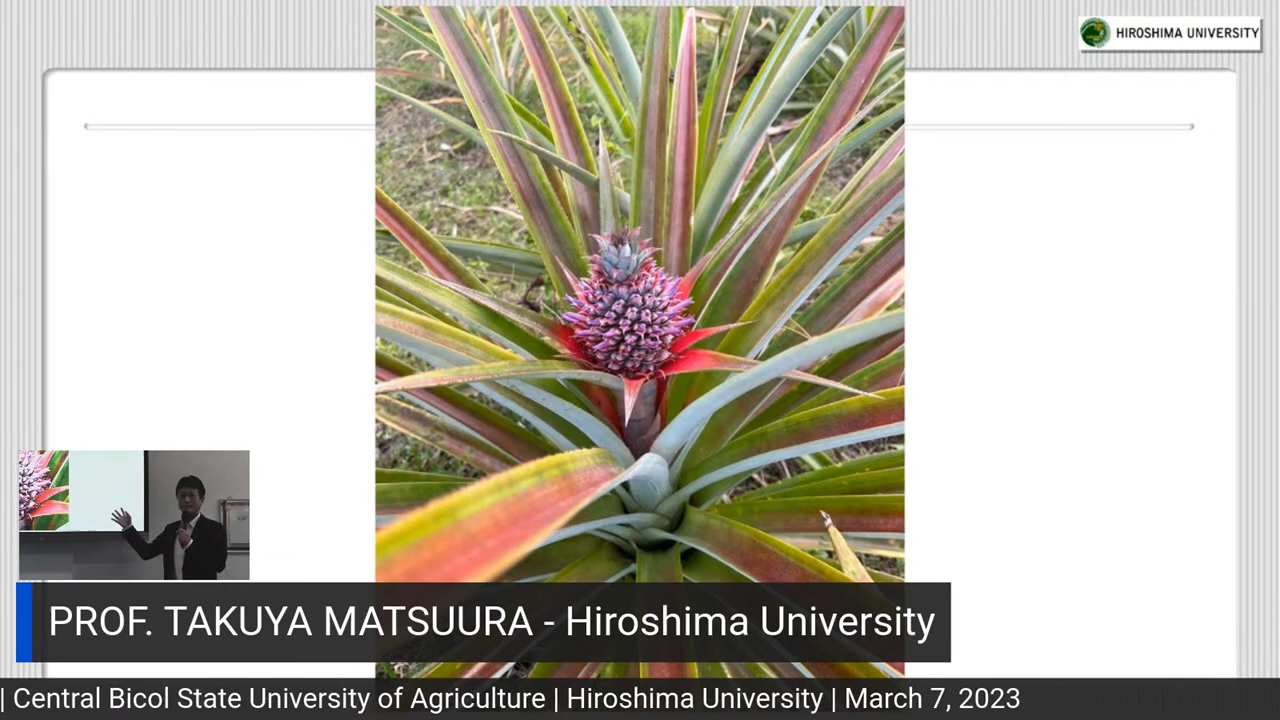 HIROSHIMA UNIVERSITY
PROF. TAKUYA MATSUURA - Hiroshima University
| Central Bicol State University of Agriculture | Hiroshima University | March 7, 2023